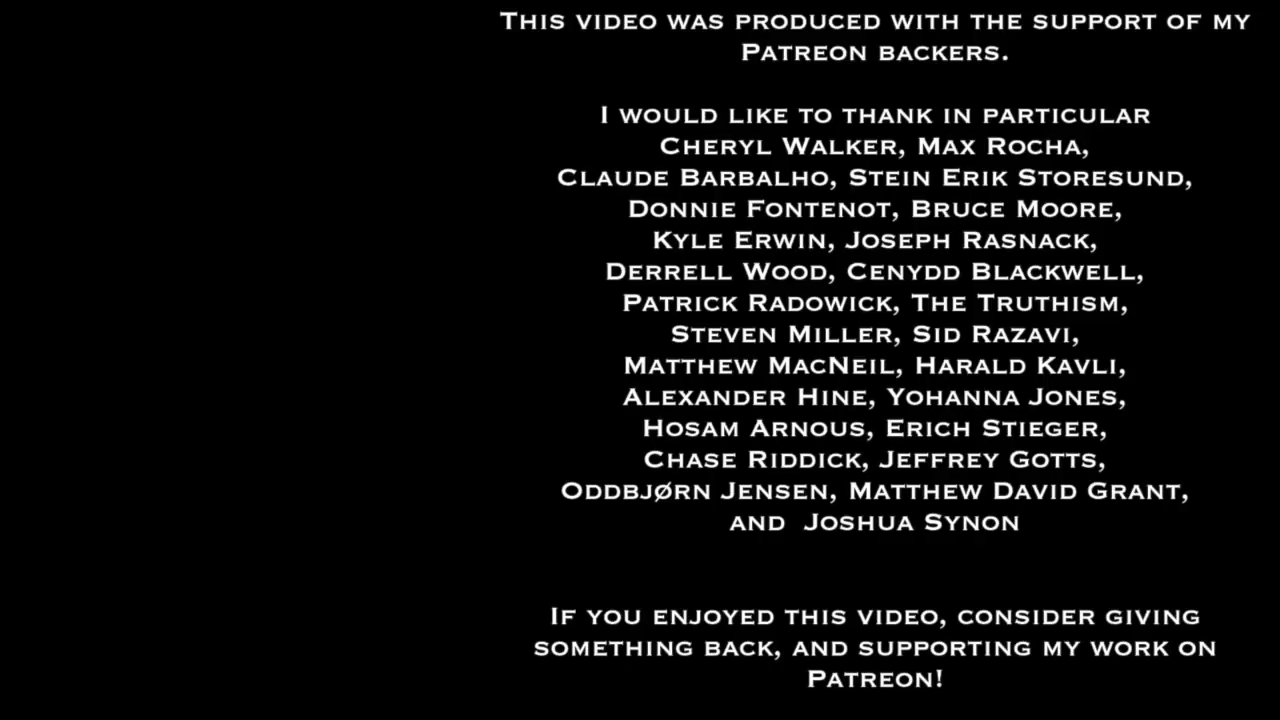 This video was produced with the support of my
Patreon backers.
I would like to thank in particular
Cheryl Walker, Max Rocha,
Claude Barbalho, Stein Erik Storesund,
Donnie Fontenot, Bruce Moore,
Kyle Erwin, Joseph Rasnack,
Derrell Wood, Cenydd Blackwell,
Patrick Radowick, The Truthism,
Steven Miller, Sid Razavi,
Matthew MacNeil, Harald Kavli,
Alexander Hine, Yohanna Jones,
Hosam Arnous, Erich Stieger,
Chase Riddick, Jeffrey Gotts,
Oddbjørn Jensen, Matthew David Grant,
and  Joshua Synon
If you enjoyed this video, consider giving
something back, and supporting my work on
Patreon!